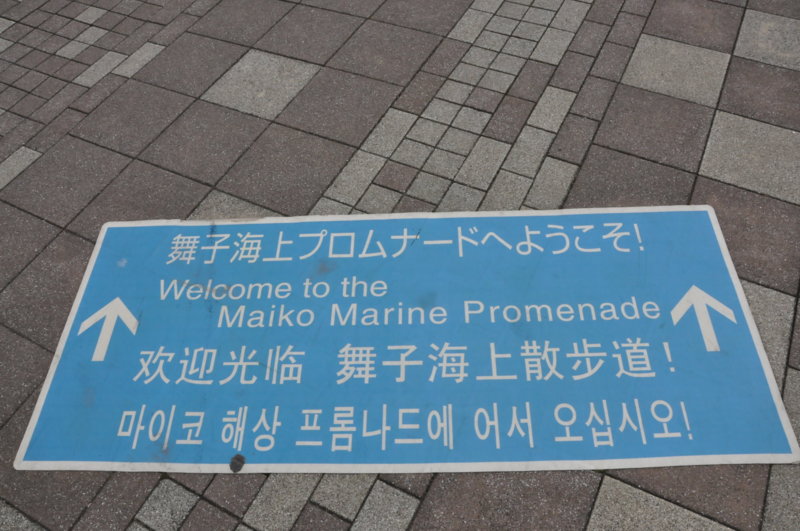 舞子海上プロムナードへようこそ!
Welcome to the
Maiko Marine Promenade
欢迎光临 舞子海上散步道!
마이코 해상 프롬나드에 어서 오십시오!